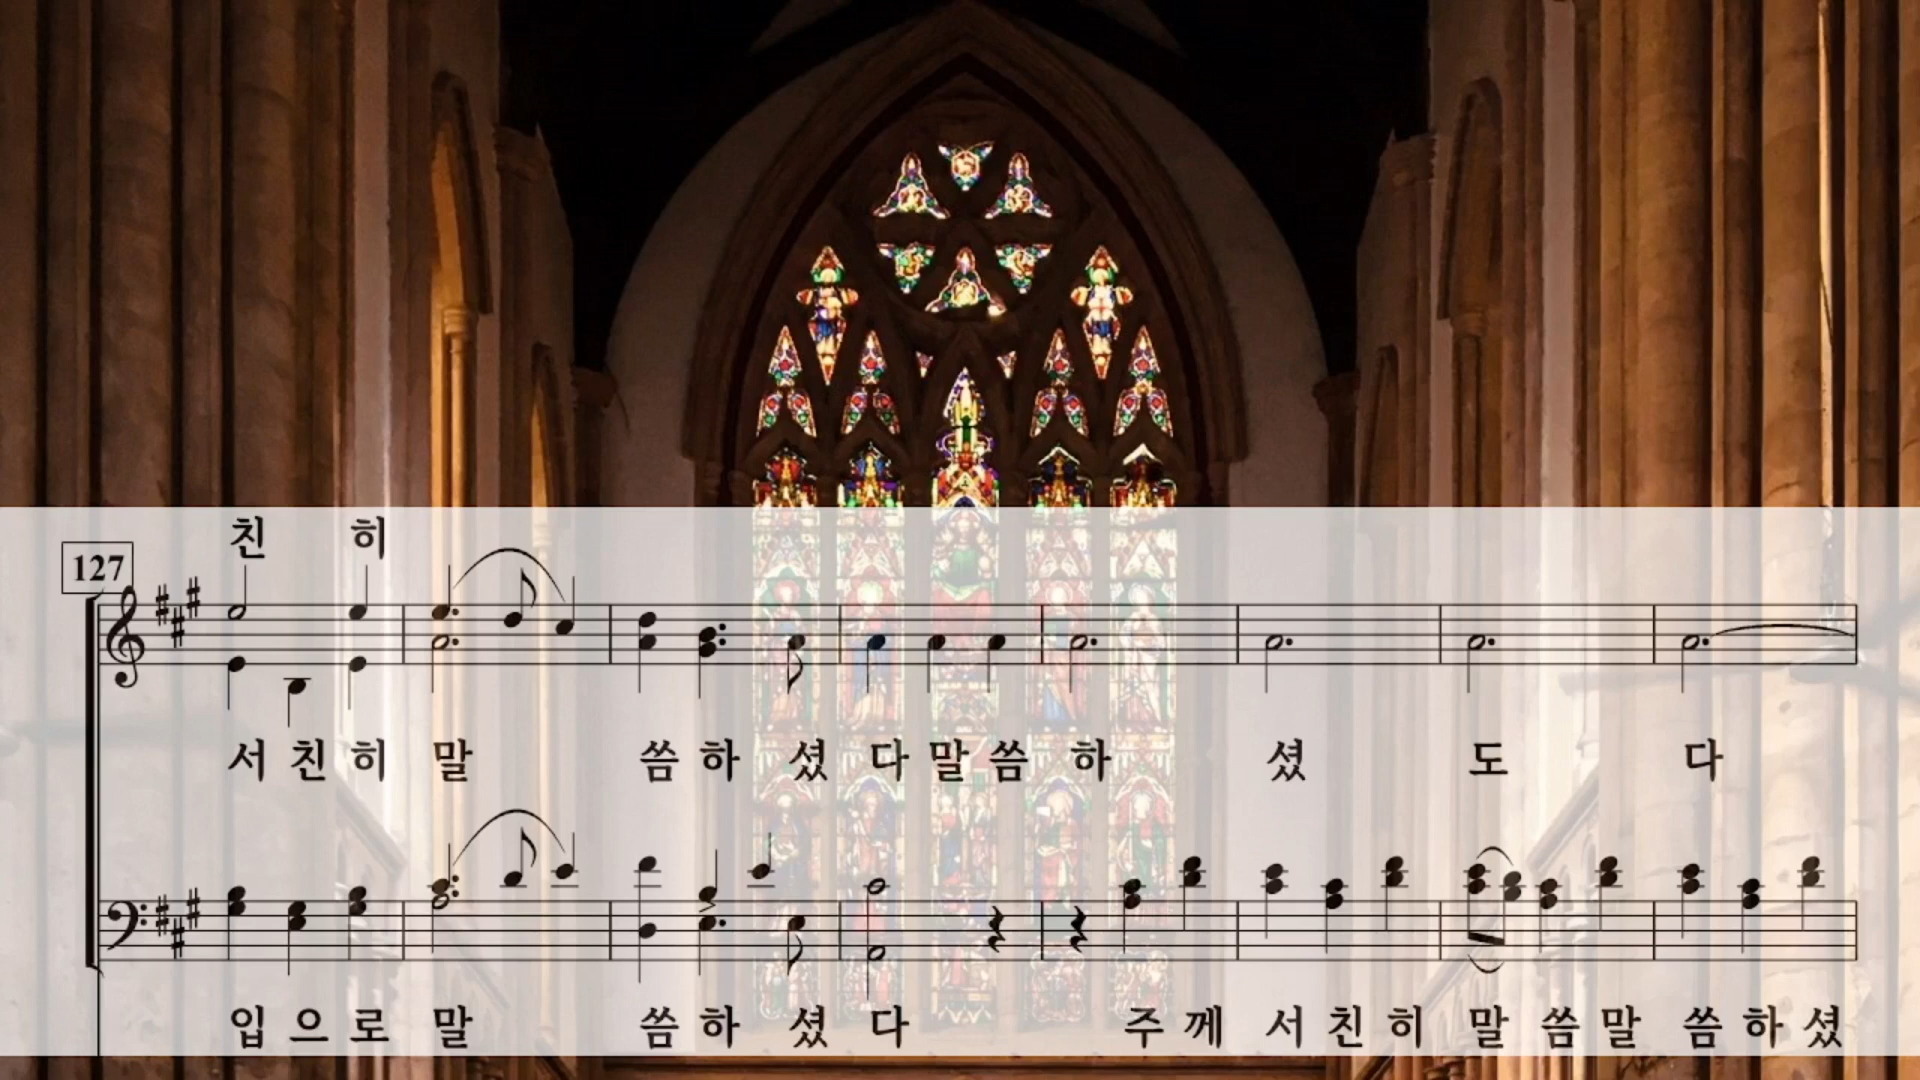 친 히
127
서 친 히 말 씀 하 셨 다 말 씀 하 셨 도 다
입 으 로 말 씀 하 셨 다 주 께 서 친 히 말 씀 말 씀 하 셨